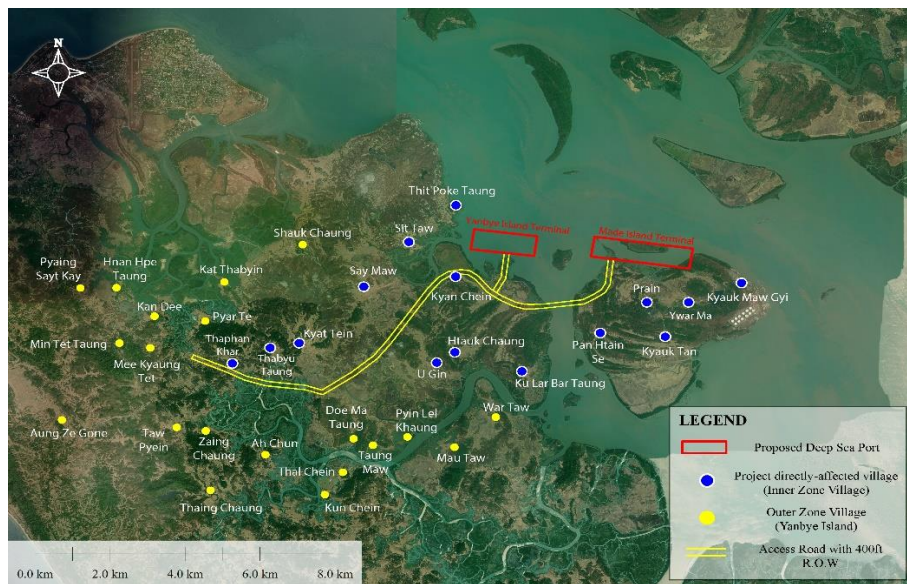 N
Thit Poke Taung
Sit Taw
Yanbye Island Terminal
Made Island Terminal
Shauk Chaung
Pyaing
Sayt Kay
Hnan Hpe
Taung
Kat Thabyin
Say Maw
Kyan Chein
Prain
Kyauk Maw Gyi
Ywar Ma
Kan Dee
Pyar Te
Min Tet Taung
Mee Kyaung
Tet
Thaphan
Khar
Thabyu
Taung
Kyat Tein
Htauk Chaung
U Gin
Pan Htain
Se
Kyauk Tan
Ku Lar Bar Taung
Aung Ze Gone
Taw
Pyein
Zaing
Chaung
Ah Chun
Doe Ma
Taung
Pyin Lel
Khaung
War Taw
Taung
Maw
Mau Taw
Thal Chein
Thaing Chaung
Kun Chein
LEGEND
Proposed Deep Sea Port
Project directly-affected village
(Inner Zone Village)
Outer Zone Village
(Yanbye Island)
Access Road with 400ft
R.O.W
0.0 km
2.0 km
4.0 km
6.0 km
8.0 km